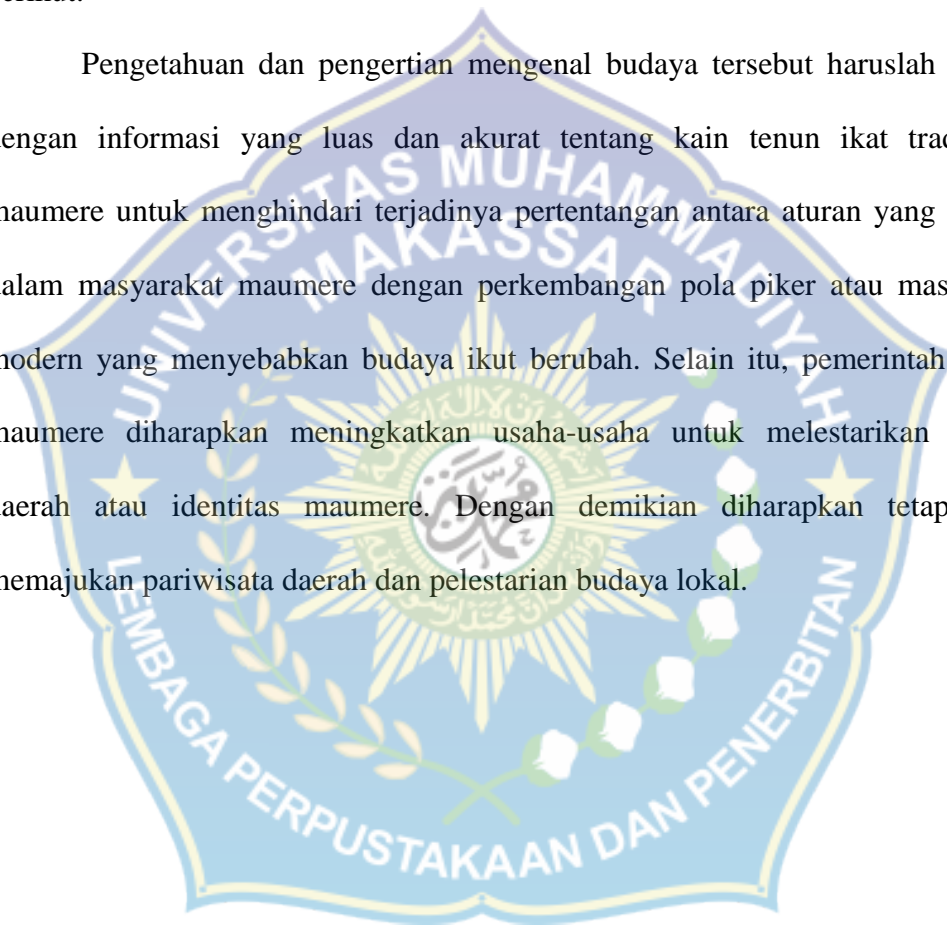 Pengetahuan dan pengertian mengenal budaya tersebut haruslah
dengan informasi yang luas dan akurat tentang kain tenun ikat trad
maumere untuk menghindari terjadinya pertentangan antara aturan yang
dalam masyarakat maumere dengan perkembangan pola piker atau mas
modern yang menyebabkan budaya ikut berubah. Selain itu, pemerintah
maumere diharapkan meningkatkan usaha-usaha untuk melestarikan
daerah atau identitas maumere. Dengan demikian diharapkan tetap
memajukan pariwisata daerah dan pelestarian budaya lokal.
UNIVERSITAS MUHAMMADIYAH
MAKASSAR
LEMBAGA PERPUSTAKAAN DAN PENERBITAN